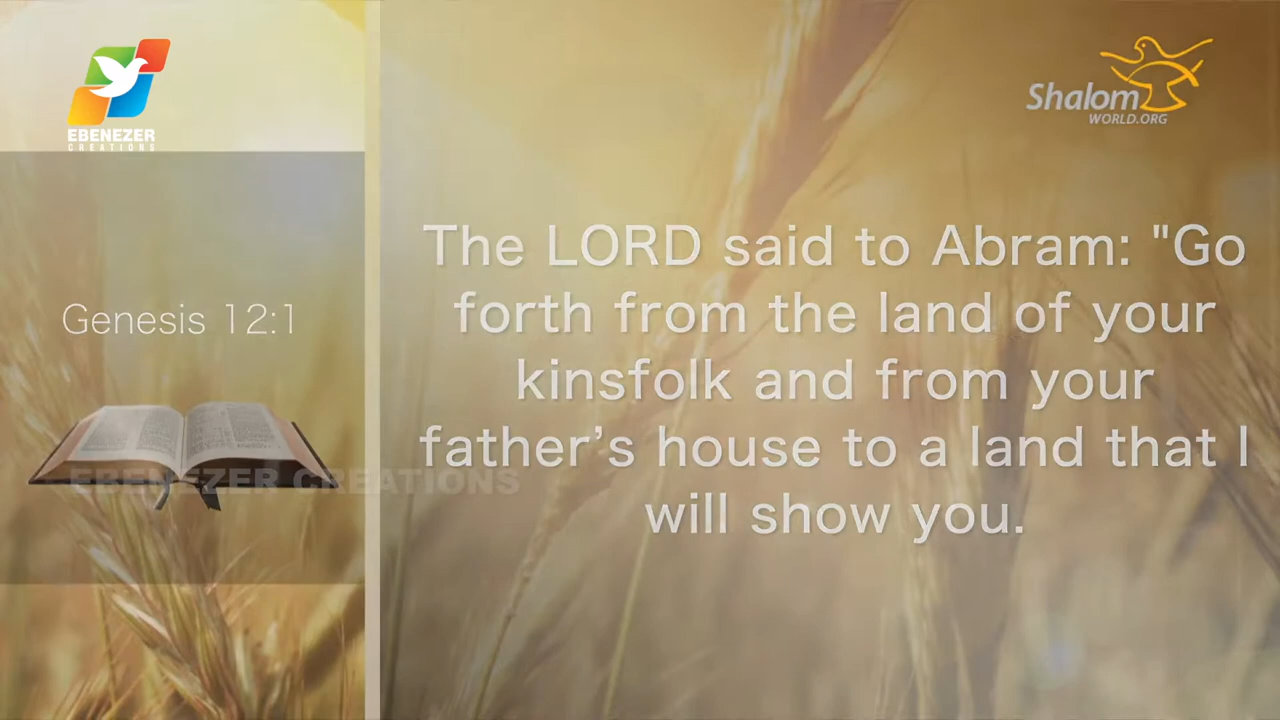 EBENEZER
CREATIONS
Shalom
WORLD.ORG
Genesis 12:1
The LORD said to Abram: "Go
forth from the land of your
kinsfolk and from your
father’s house to a land that I
will show you.
EBENEZER CREATIONS